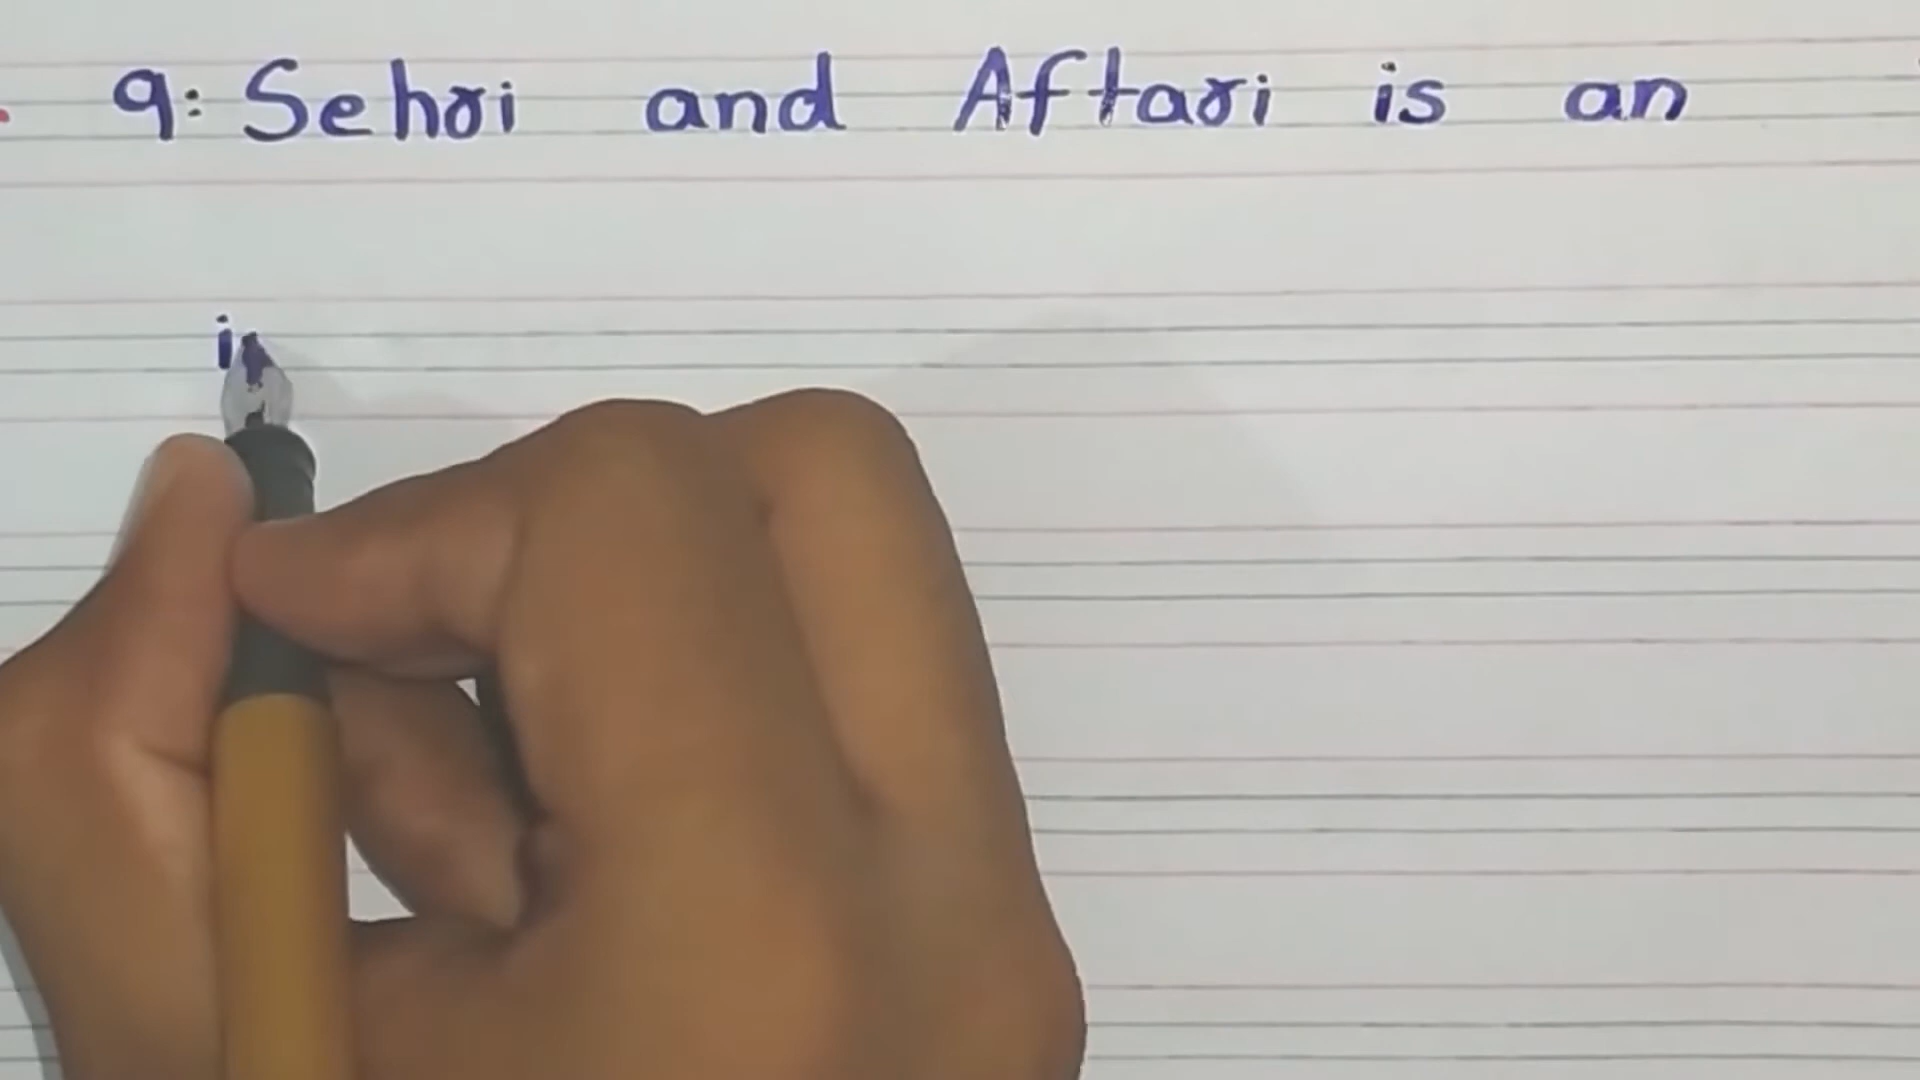 9: Sehri and Aftari is an
i